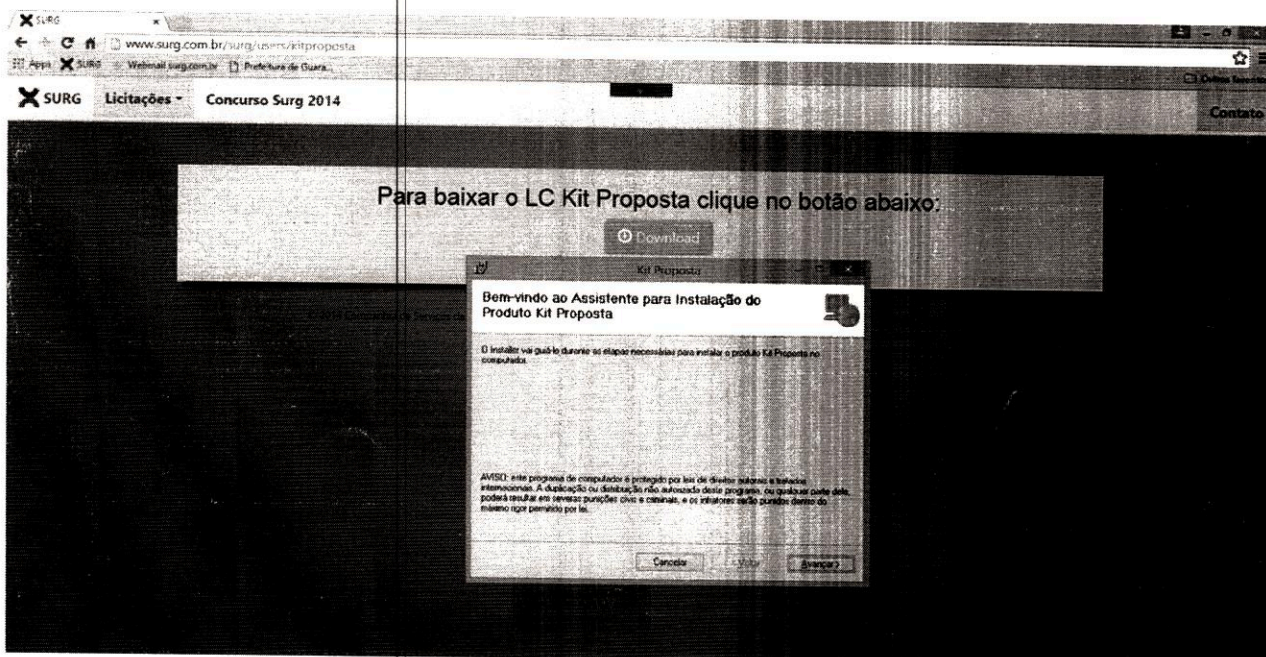 SURG
www.surg.com.br/surg/users/kitproposta
Apps SURG Webmail surg.com.br Prefeitura de Guara...
SURG Licitações Concurso Surg 2014
Contato
Para baixar o LC Kit Proposta clique no botão abaixo:
Download
Kit Proposta
Bem-vindo ao Assistente para Instalação do
Produto Kit Proposta
O Installer vai guiá-lo durante as etapas necessárias para instalar o produto Kit Proposta no
computador.
AVISO: este programa de computador é protegido por leis de direitos autorais e tratados
internacionais. A duplicação ou distribuição não autorizada deste programa, ou qualquer parte dele,
poderá resultar em severas punições civis e criminais, e os infratores serão punidos dentro do
máximo rigor permitido por lei.
Cancelar Avançar >